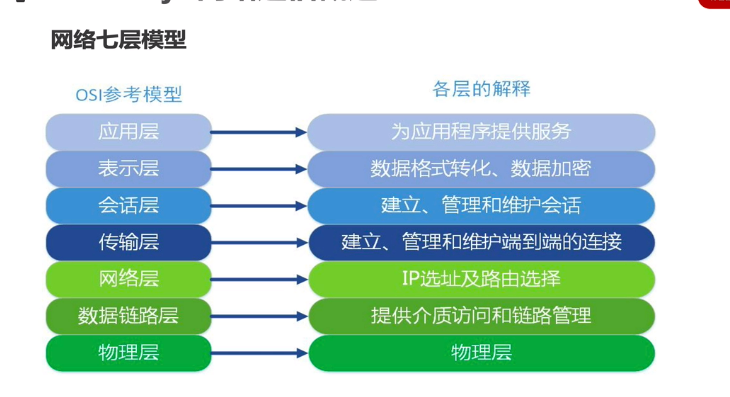 网络七层模型
OSI参考模型
各层的解释
应用层
为应用程序提供服务
表示层
数据格式转化、数据加密
会话层
建立、管理和维护会话
传输层
建立、管理和维护端到端的连接
网络层
IP选址及路由选择
数据链路层
提供介质访问和链路管理
物理层
物理层